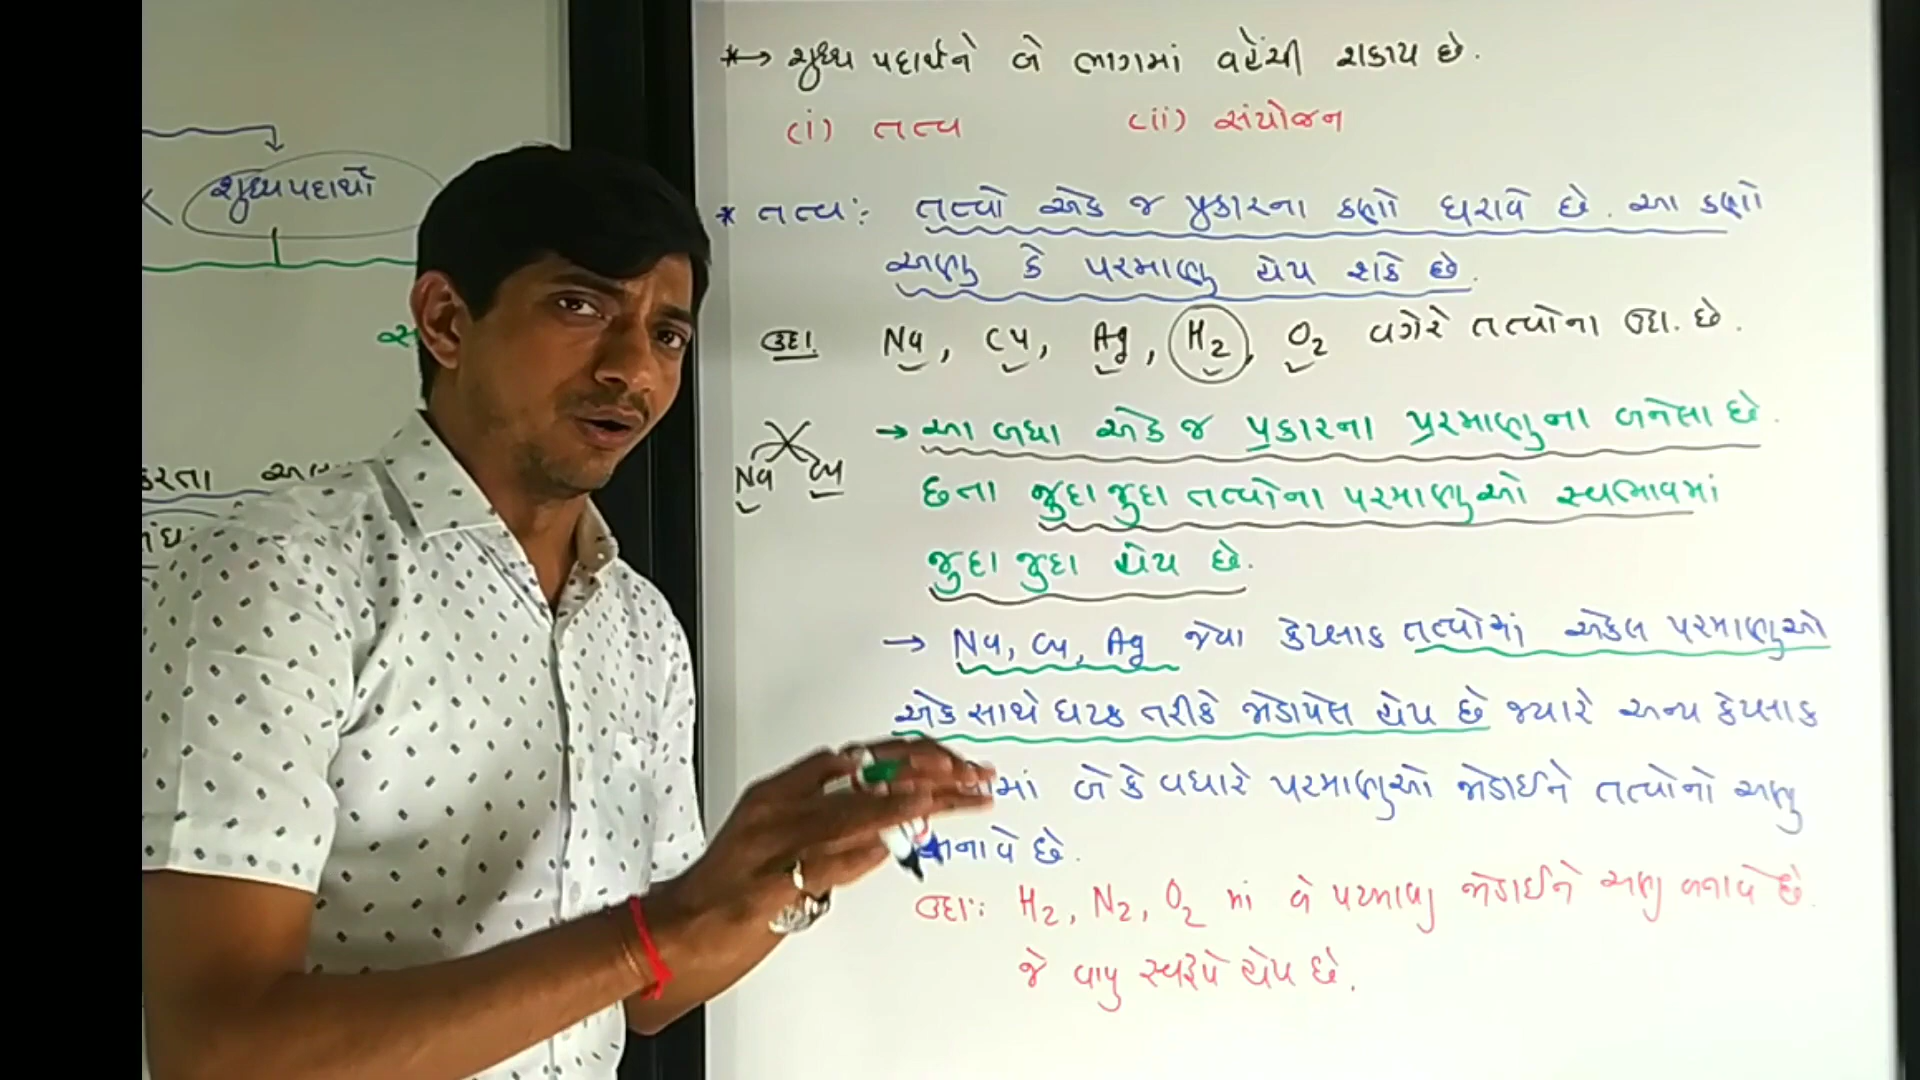 શુધ્ધ પદાર્થો
કરતા
*→ શુધ્ધ પદાર્થને બે ભાગમાં વહેંચી શકાય છે.
(i) તત્વ (ii) સંયોજન
* તત્વ: તત્વો એક જ પ્રકારના કણો ધરાવે છે. આ કણો
અણુ કે પરમાણુ હોય શકે છે.
ઉદા. Na, Cu, Ag, H₂, O₂ વગેરે તત્વોના ઉદા. છે.
Na Cu
→ આ બધા એક જ પ્રકારના પરમાણુના બનેલા છે.
છતા જુદા જુદા તત્વોના પરમાણુઓ સ્વભાવમાં
જુદા જુદા હોય છે.
→ Na, Cu, Ag જેવા કેટલાક તત્વોમાં એકલ પરમાણુઓ
એકસાથે ઘટક તરીકે જોડાયેલ હોય છે જ્યારે અન્ય કેટલાક
બે કે વધારે પરમાણુઓ જોડાઈને તત્વોનો અણુ
બનાવે છે.
ઉદા: H₂, N₂, O₂ માં બે પરમાણુ જોડાઈને અણુ બનાવે છે.
જે વાયુ સ્વરૂપે હોય છે.